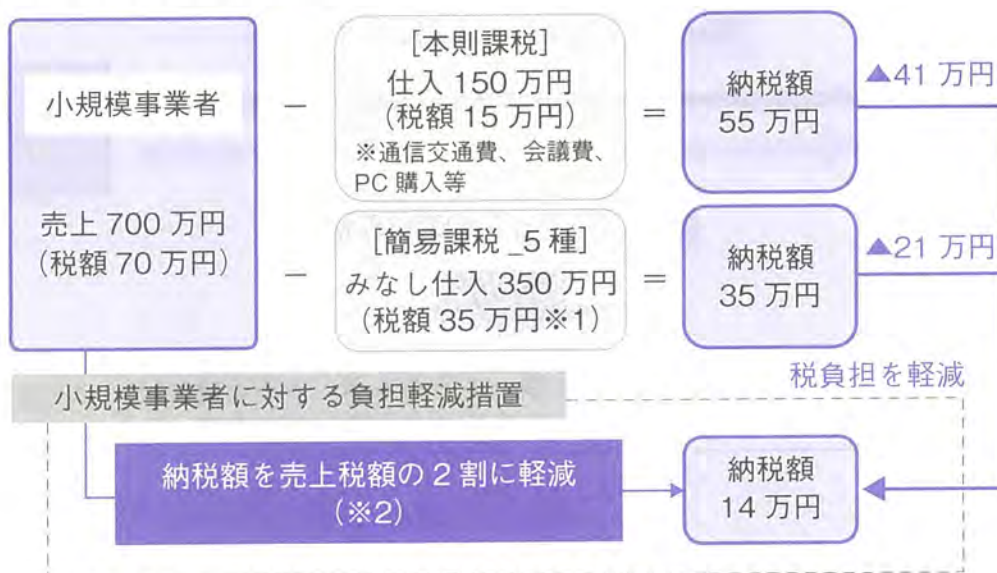 小規模事業者
売上 700 万円
(税額 70 万円)
−
[本則課税]
仕入 150 万円
(税額 15 万円)
※通信交通費、会議費、
PC 購入等
=
納税額
55 万円
▲41 万円
−
[簡易課税 _5 種]
みなし仕入 350 万円
(税額 35 万円※1)
=
納税額
35 万円
▲21 万円
税負担を軽減
小規模事業者に対する負担軽減措置
納税額を売上税額の 2 割に軽減
(※2)
納税額
14 万円